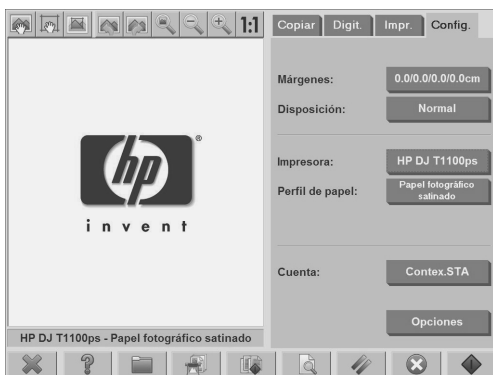 1:1
Copiar Digit. Impr. Config.
Márgenes: 0.0/0.0/0.0/0.0cm
Disposición: Normal
hp®
invent
Impresora: HP DJ T1100ps
Perfil de papel: Papel fotográfico
satinado
Cuenta: Contex.STA
Opciones
HP DJ T1100ps - Papel fotográfico satinado
?